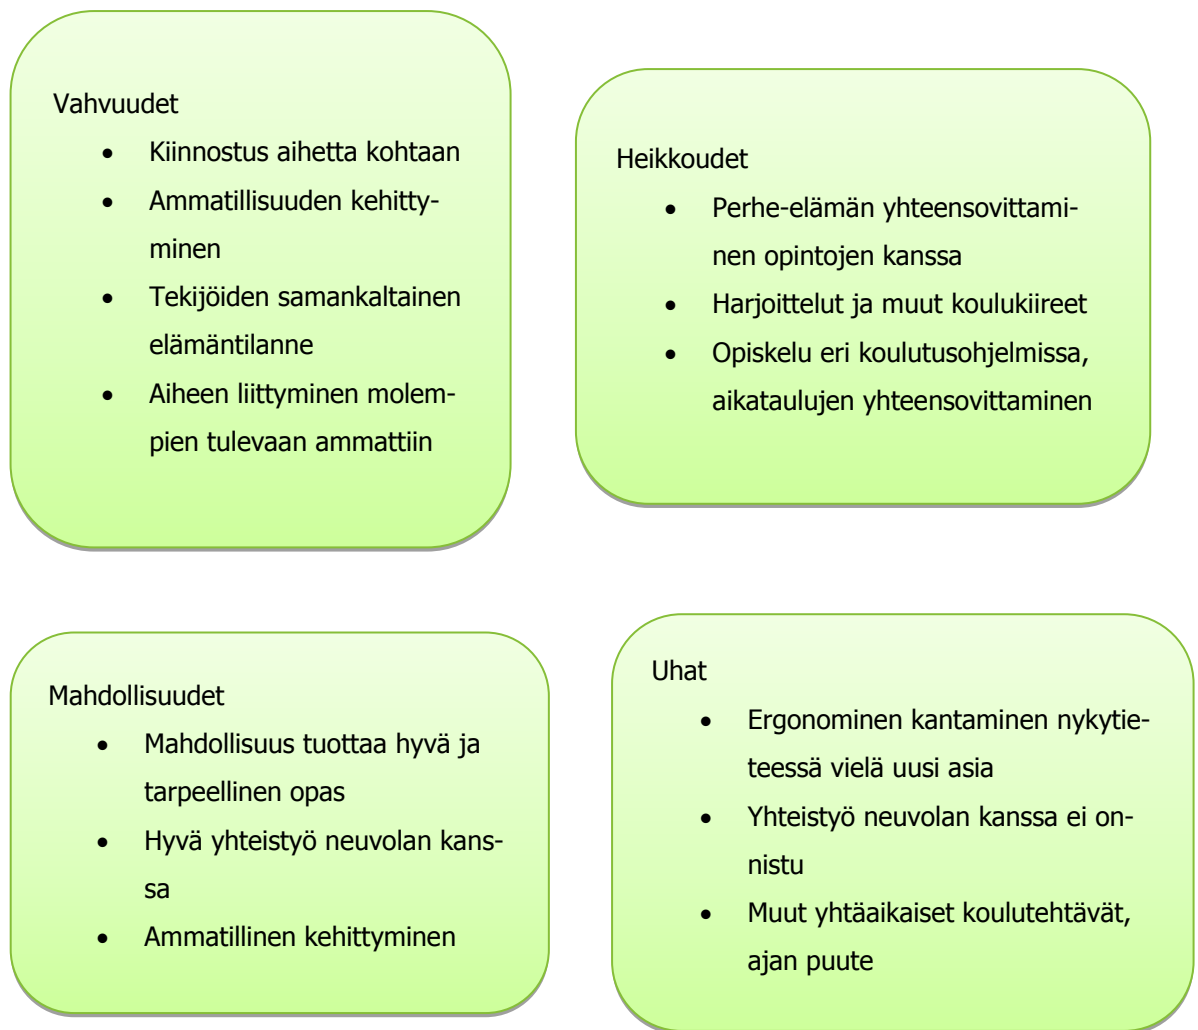 Vahvuudet
• Kiinnostus aihetta kohtaan
• Ammatillisuuden kehitty-
minen
• Tekijöiden samankaltainen
elämäntilanne
• Aiheen liittyminen molem-
pien tulevaan ammattiin
Heikkoudet
• Perhe-elämän yhteensovittami-
nen opintojen kanssa
• Harjoittelut ja muut koulukiireet
• Opiskelu eri koulutusohjelmissa,
aikataulujen yhteensovittaminen
Mahdollisuudet
• Mahdollisuus tuottaa hyvä ja
tarpeellinen opas
• Hyvä yhteistyö neuvolan kans-
sa
• Ammatillinen kehittyminen
Uhat
• Ergonominen kantaminen nykytie-
teessä vielä uusi asia
• Yhteistyö neuvolan kanssa ei on-
nistu
• Muut yhtäaikaiset koulutehtävät,
ajan puute